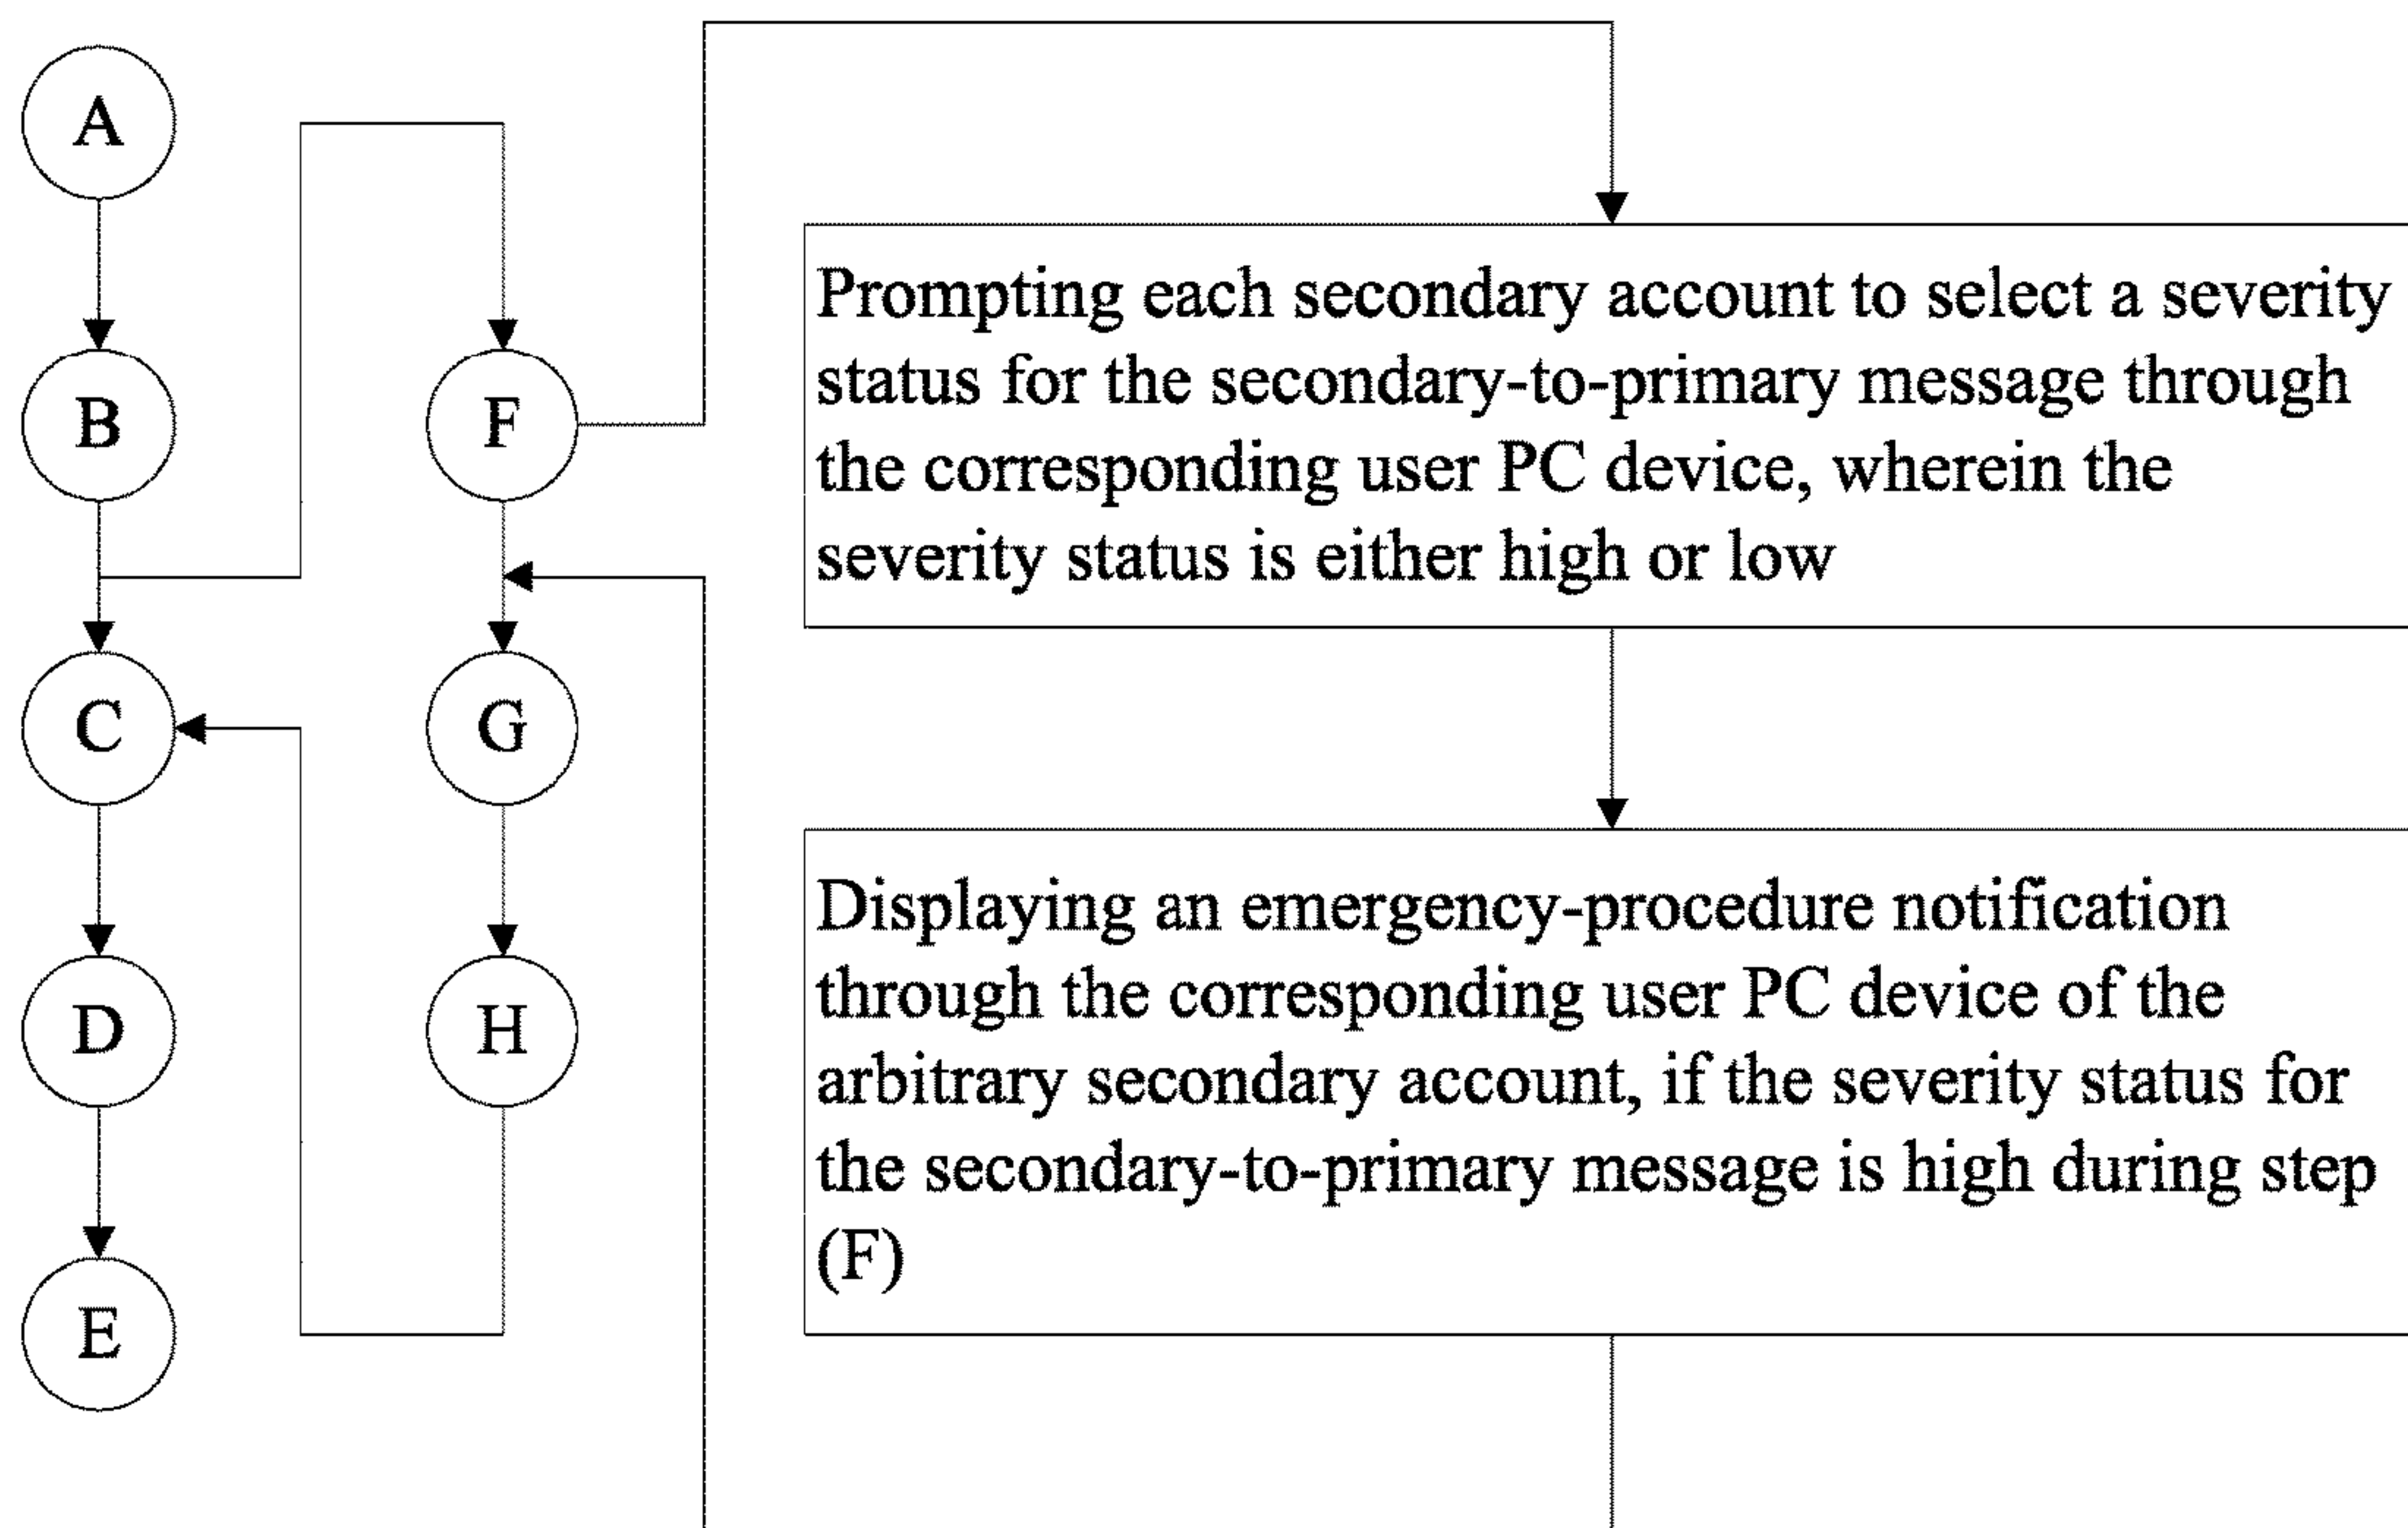 A
B
C
D
E
F
G
H
Prompting each secondary account to select a severity
status for the secondary-to-primary message through
the corresponding user PC device, wherein the
severity status is either high or low
Displaying an emergency-procedure notification
through the corresponding user PC device of the
arbitrary secondary account, if the severity status for
the secondary-to-primary message is high during step
(F)